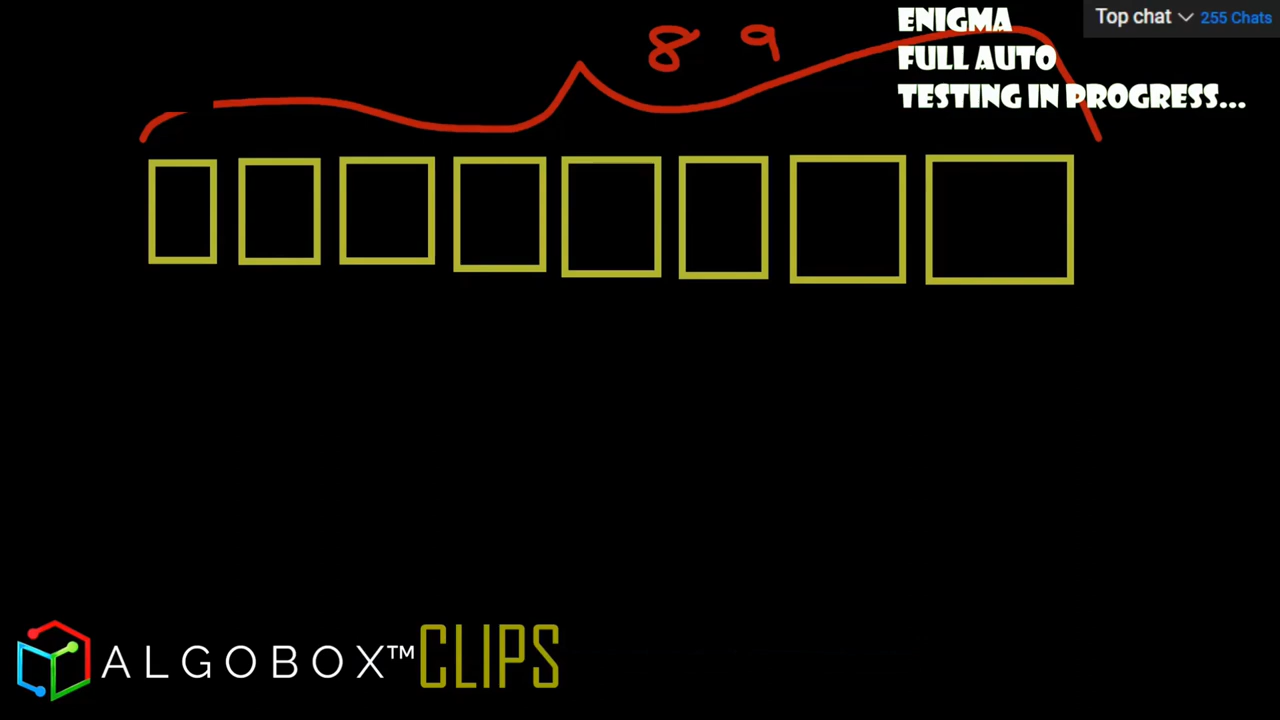 8 9
ENIGMA
FULL AUTO
TESTING IN PROGRESS...
Top chat 255 Chats
ALGOBOX™CLIPS